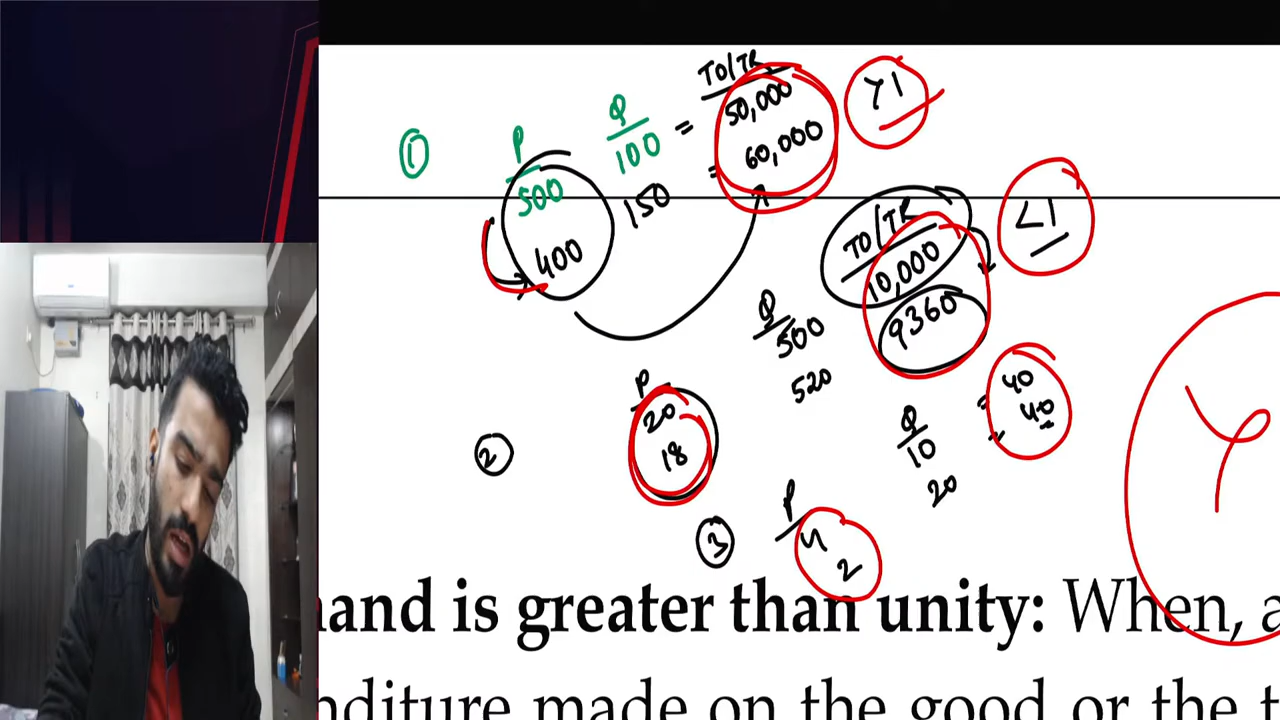 ① P Q TO/TR
500 100 = 50,000 >1
400 150 = 60,000
② P Q TO/TR <1
20 500 10,000
18 520 9360
③ P Q
4 10 = 40
2 20 = 40
and is greater than unity: When, a
nditure made on the good or the t